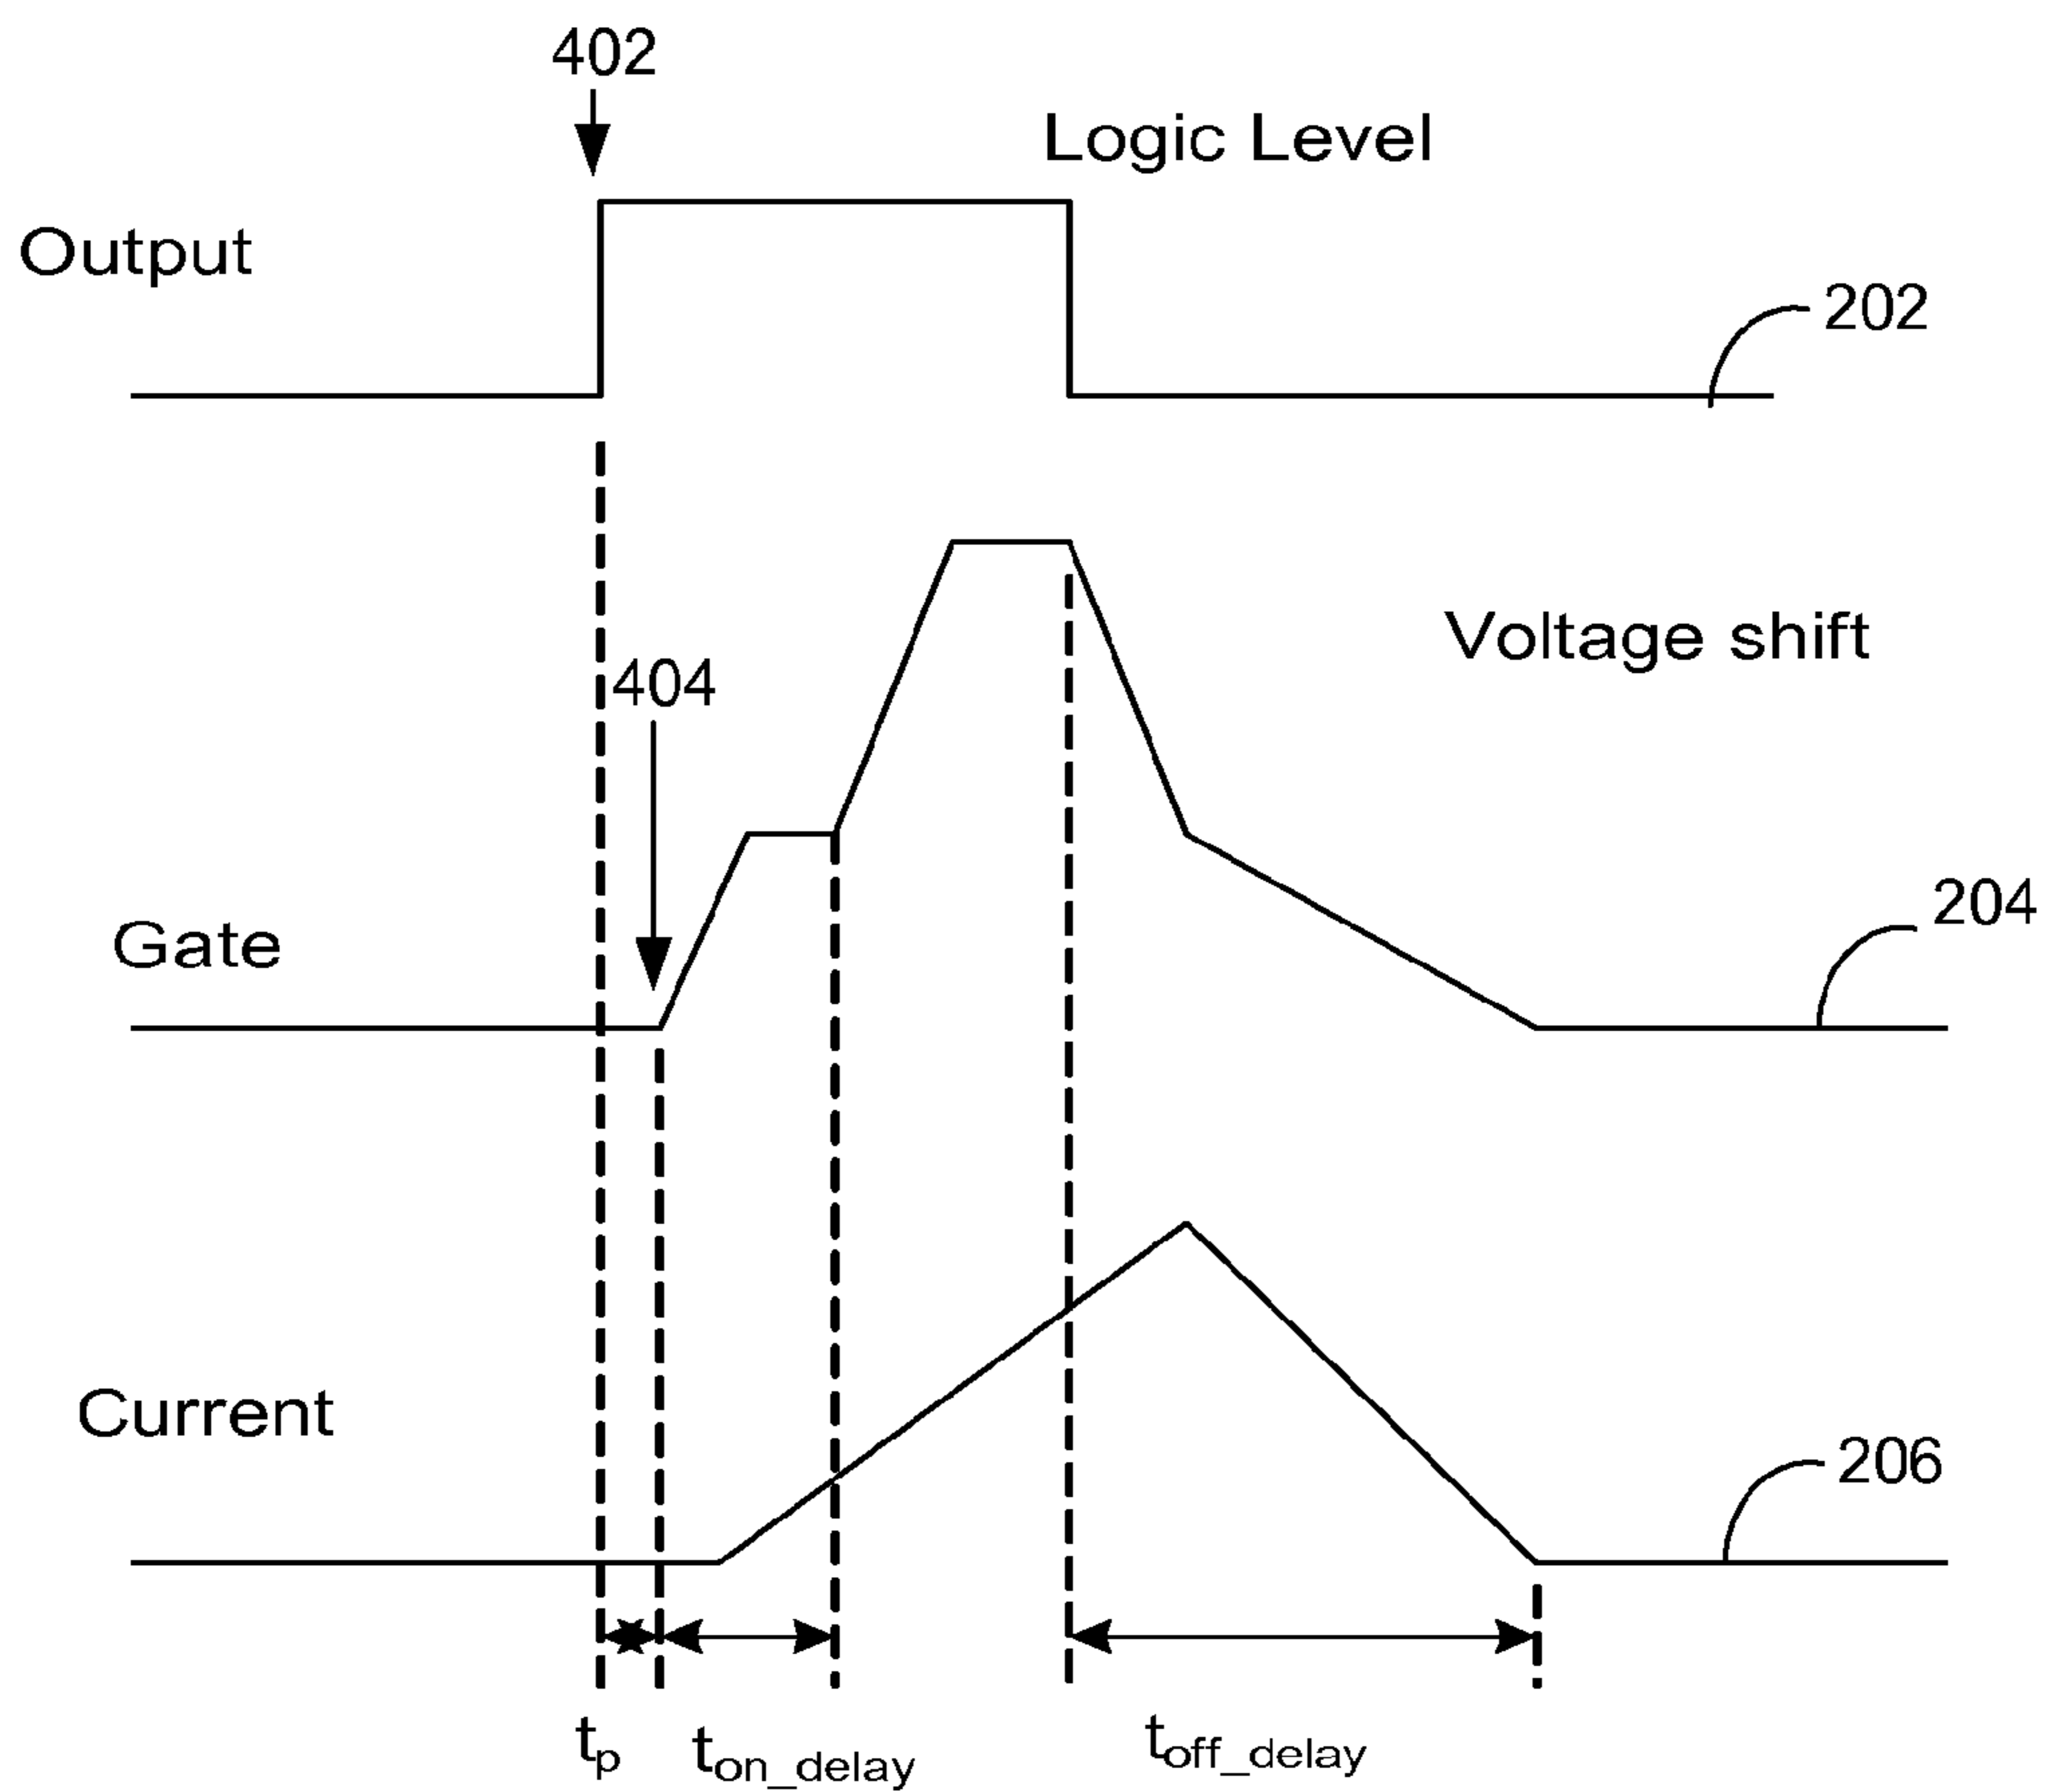 402
Logic Level
Output
202
Voltage shift
404
204
Gate
Current
206
tp
ton_delay
toff_delay